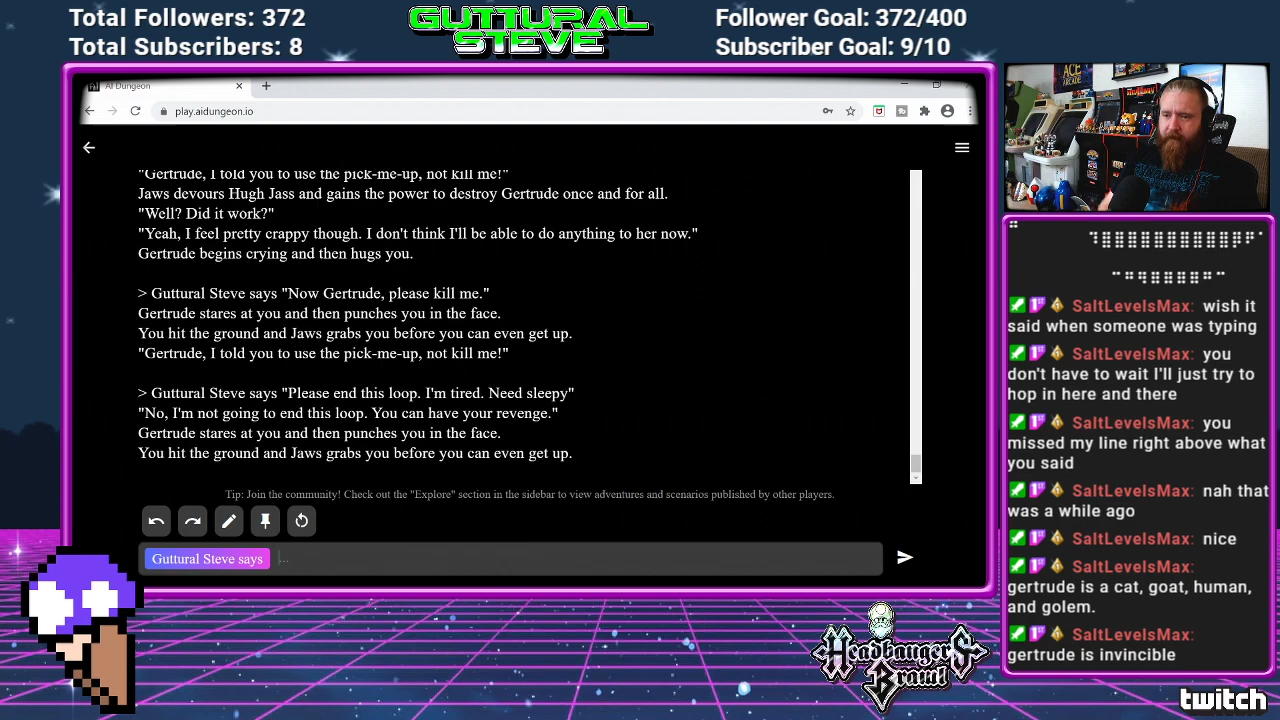 Total Followers: 372
Total Subscribers: 8
GUTTURAL
STEVE
Follower Goal: 372/400
Subscriber Goal: 9/10
AI Dungeon
play.aidungeon.io
"Gertrude, I told you to use the pick-me-up, not kill me!"
Jaws devours Hugh Jass and gains the power to destroy Gertrude once and for all.
"Well? Did it work?"
"Yeah, I feel pretty crappy though. I don't think I'll be able to do anything to her now."
Gertrude begins crying and then hugs you.
> Guttural Steve says "Now Gertrude, please kill me."
Gertrude stares at you and then punches you in the face.
You hit the ground and Jaws grabs you before you can even get up.
"Gertrude, I told you to use the pick-me-up, not kill me!"
> Guttural Steve says "Please end this loop. I'm tired. Need sleepy"
"No, I'm not going to end this loop. You can have your revenge."
Gertrude stares at you and then punches you in the face.
You hit the ground and Jaws grabs you before you can even get up.
Tip: Join the community! Check out the "Explore" section in the sidebar to view adventures and scenarios published by other players.
Guttural Steve says ...
ACE
ARCADE
SaltLevelsMax: wish it
said when someone was typing
SaltLevelsMax: you
don't have to wait I'll just try to
hop in here and there
SaltLevelsMax: you
missed my line right above what
you said
SaltLevelsMax: nah that
was a while ago
SaltLevelsMax: nice
SaltLevelsMax:
gertrude is a cat, goat, human,
and golem.
SaltLevelsMax:
gertrude is invincible
Headbangers
Brawl
twitch